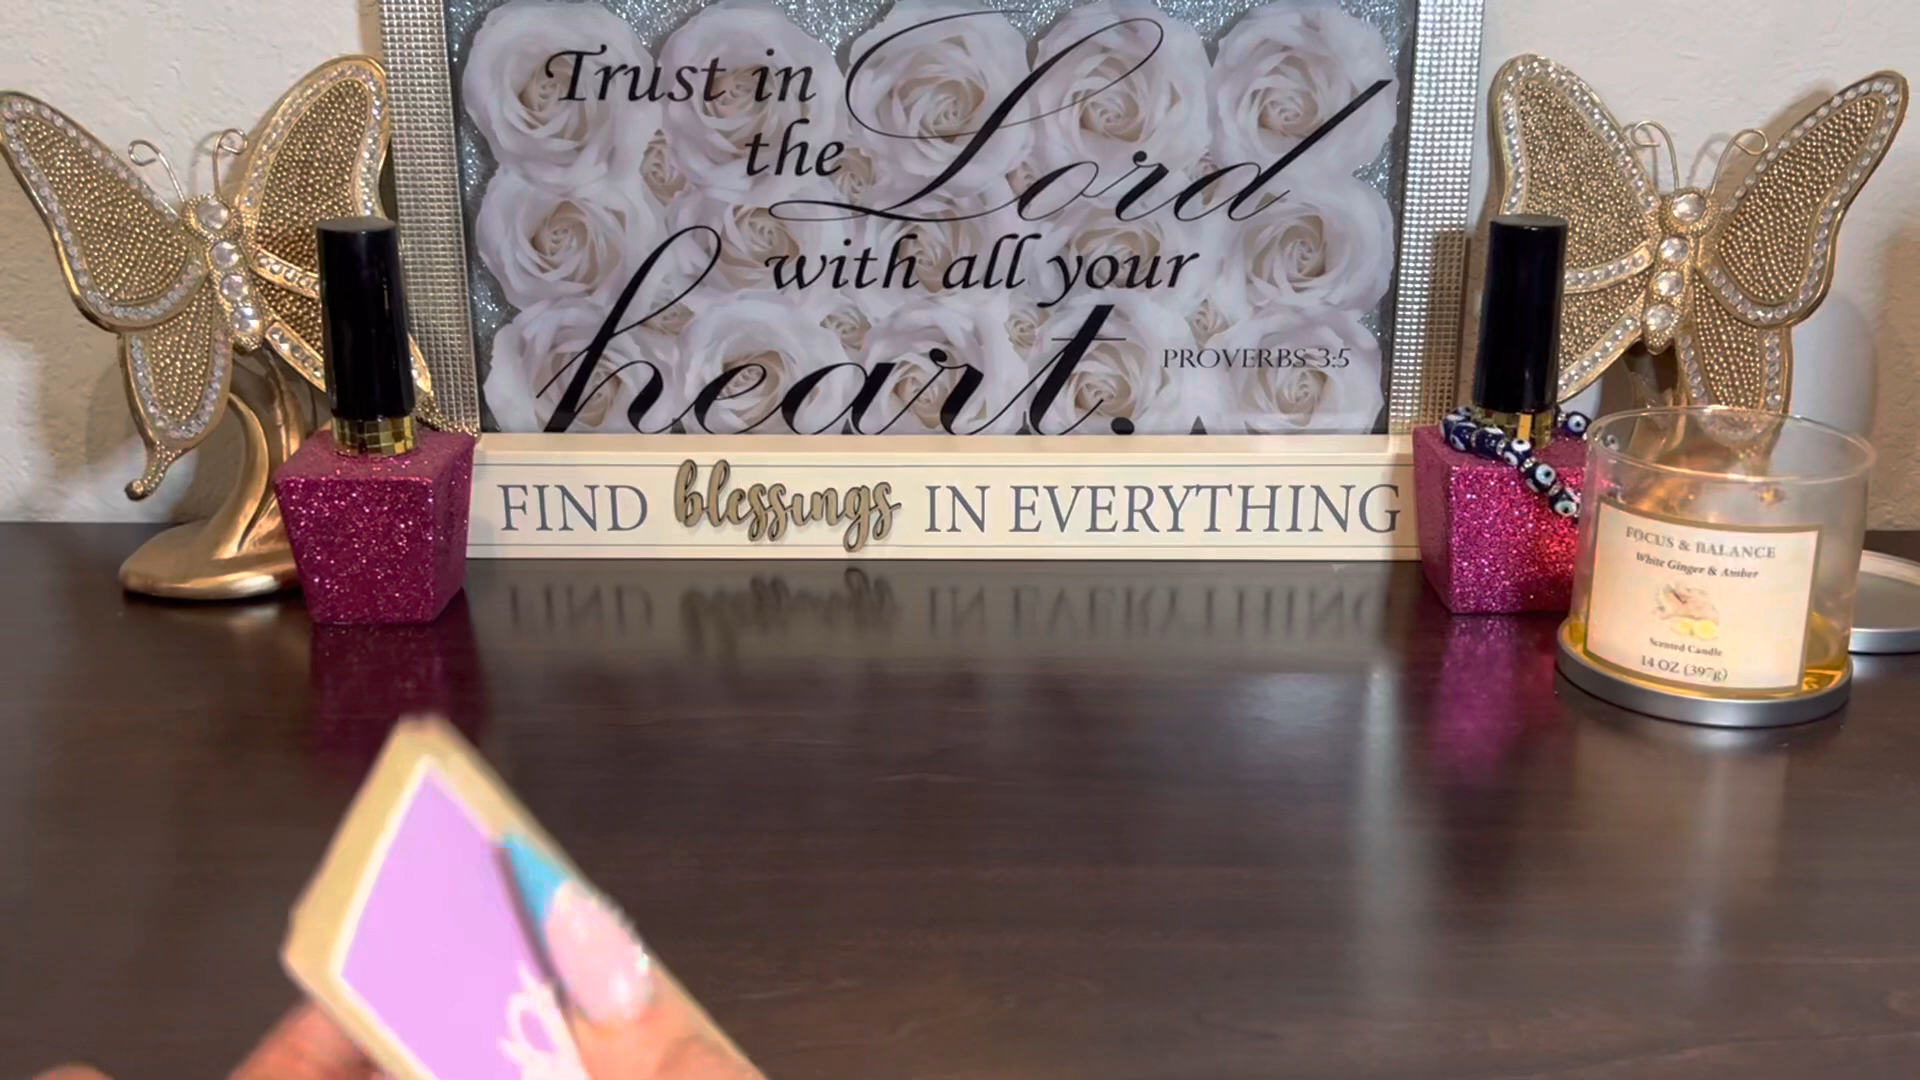 Trust in
the Lord
with all your
heart.
PROVERBS 3:5
FIND blessings IN EVERYTHING
FOCUS & BALANCE
White Ginger & Amber
Scented Candle
14 OZ (397g)